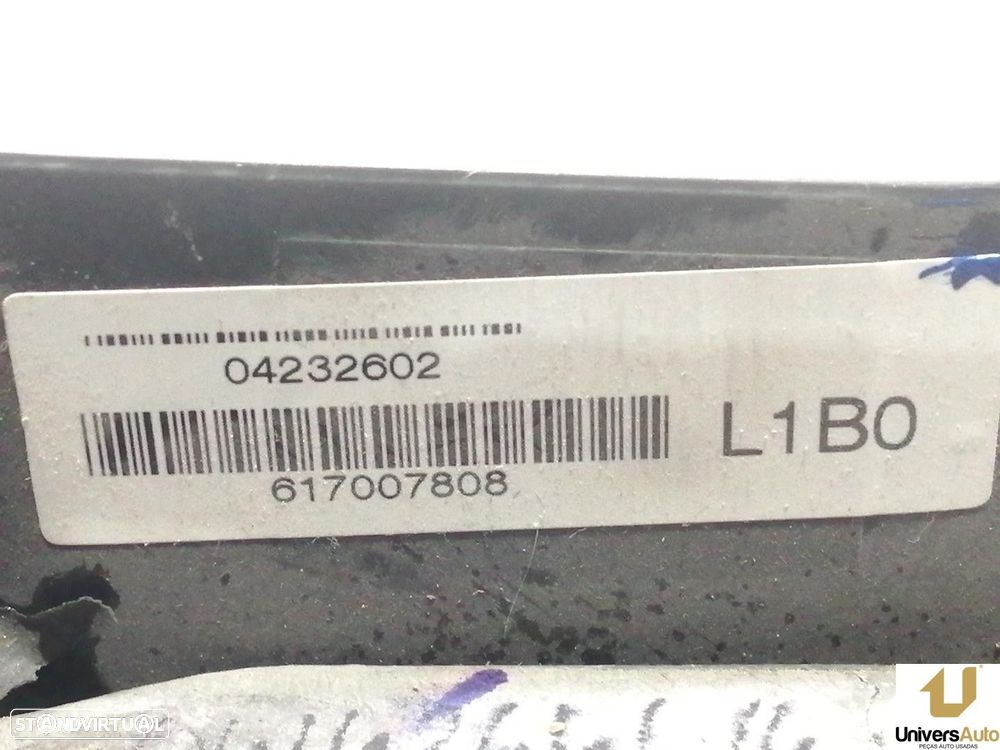 04232602
617007808
L1B0
STANDVIRTUAL
UniversAuto
PEÇAS AUTO USADAS